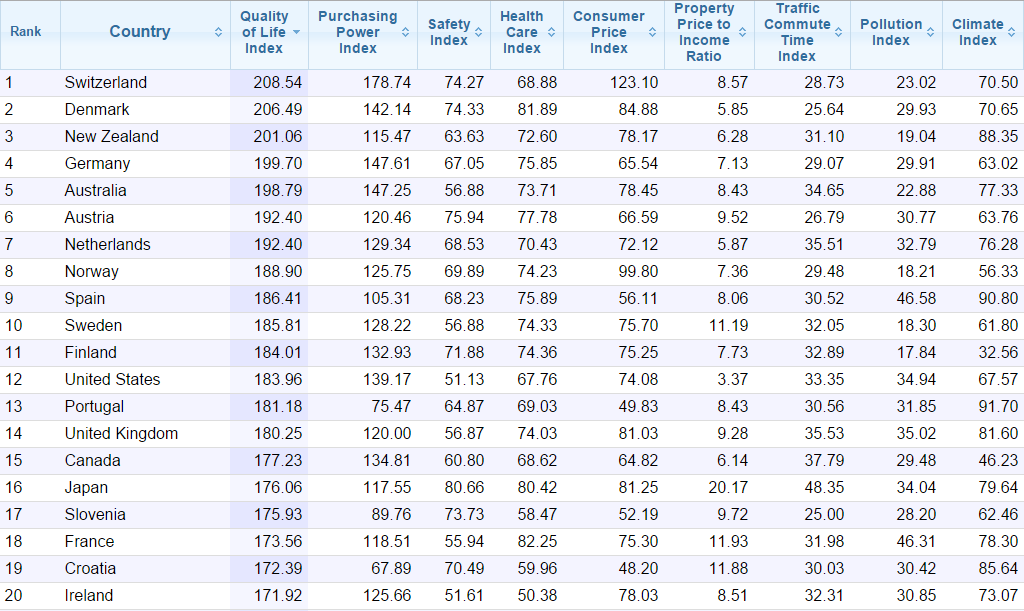 Rank Country Quality of Life Index Purchasing Power Index Safety Index Health Care Index Consumer Price Index Property Price to Income Ratio Traffic Commute Time Index Pollution Index Climate Index
1 Switzerland 208.54 178.74 74.27 68.88 123.10 8.57 28.73 23.02 70.50
2 Denmark 206.49 142.14 74.33 81.89 84.88 5.85 25.64 29.93 70.65
3 New Zealand 201.06 115.47 63.63 72.60 78.17 6.28 31.10 19.04 88.35
4 Germany 199.70 147.61 67.05 75.85 65.54 7.13 29.07 29.91 63.02
5 Australia 198.79 147.25 56.88 73.71 78.45 8.43 34.65 22.88 77.33
6 Austria 192.40 120.46 75.94 77.78 66.59 9.52 26.79 30.77 63.76
7 Netherlands 192.40 129.34 68.53 70.43 72.12 5.87 35.51 32.79 76.28
8 Norway 188.90 125.75 69.89 74.23 99.80 7.36 29.48 18.21 56.33
9 Spain 186.41 105.31 68.23 75.89 56.11 8.06 30.52 46.58 90.80
10 Sweden 185.81 128.22 56.88 74.33 75.70 11.19 32.05 18.30 61.80
11 Finland 184.01 132.93 71.88 74.36 75.25 7.73 32.89 17.84 32.56
12 United States 183.96 139.17 51.13 67.76 74.08 3.37 33.35 34.94 67.57
13 Portugal 181.18 75.47 64.87 69.03 49.83 8.43 30.56 31.85 91.70
14 United Kingdom 180.25 120.00 56.87 74.03 81.03 9.28 35.53 35.02 81.60
15 Canada 177.23 134.81 60.80 68.62 64.82 6.14 37.79 29.48 46.23
16 Japan 176.06 117.55 80.66 80.42 81.25 20.17 48.35 34.04 79.64
17 Slovenia 175.93 89.76 73.73 58.47 52.19 9.72 25.00 28.20 62.46
18 France 173.56 118.51 55.94 82.25 75.30 11.93 31.98 46.31 78.30
19 Croatia 172.39 67.89 70.49 59.96 48.20 11.88 30.03 30.42 85.64
20 Ireland 171.92 125.66 51.61 50.38 78.03 8.51 32.31 30.85 73.07